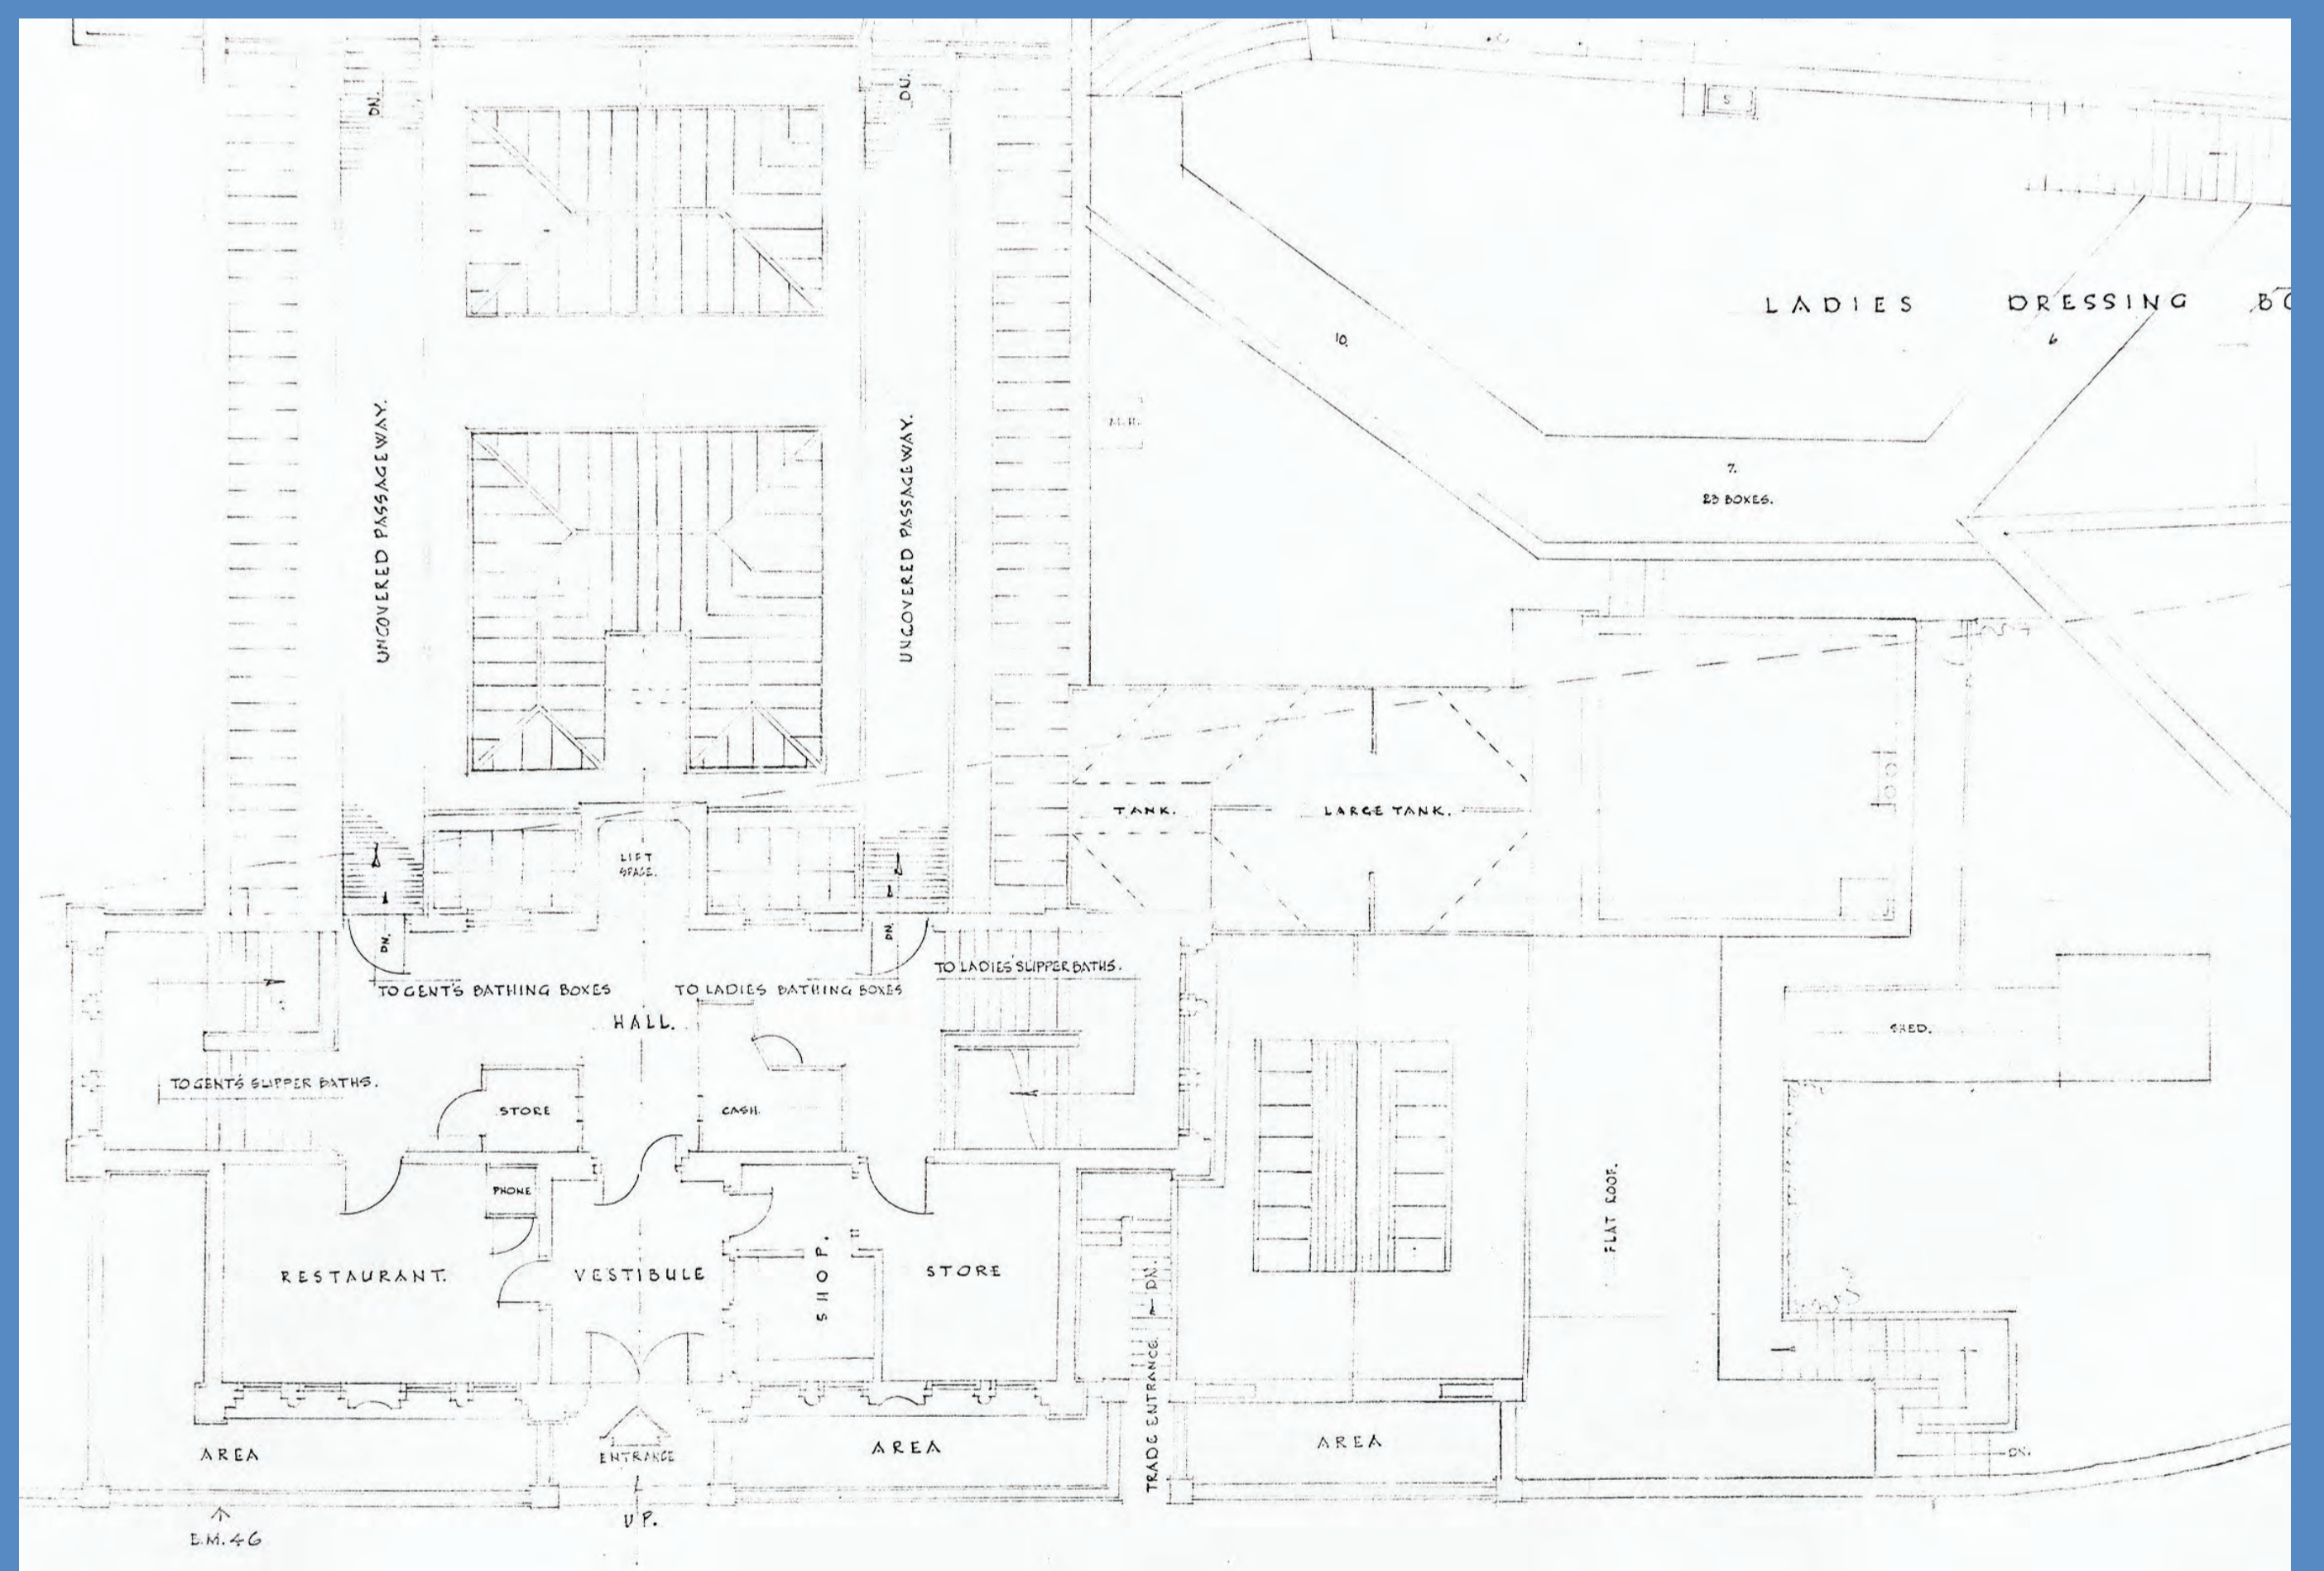 DN.
DN.
S
LADIES DRESSING BO
10.
6
UNCOVERED PASSAGEWAY.
UNCOVERED PASSAGEWAY.
M.H.
7.
23 BOXES.
TANK.
LARGE TANK.
LIFT
SPACE.
DN.
DN.
TO LADIES' SLIPPER BATHS.
TO GENT'S BATHING BOXES
TO LADIES BATHING BOXES
HALL.
SHED.
TO GENT'S SLIPPER BATHS.
STORE
CASH.
PHONE
FLAT ROOF.
RESTAURANT.
VESTIBULE
SHOP.
STORE
TRADE ENTRANCE. ← DN.
AREA
ENTRANCE
AREA
AREA
DN.
UP.
B.M. 46